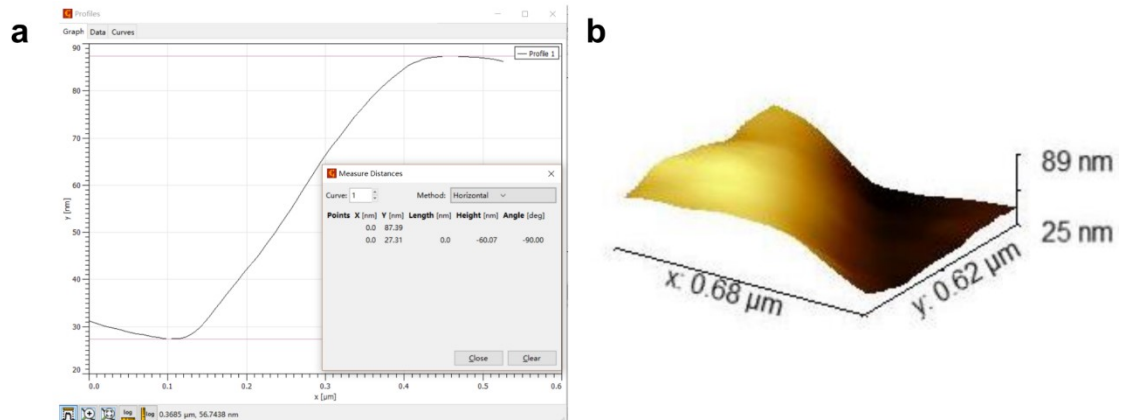 a
Profiles
Graph Data Curves
90
80
70
60
50
40
30
20
y [nm]
Profile 1
Measure Distances
Curve: 1 Method: Horizontal
Points X [nm] Y [nm] Length [nm] Height [nm] Angle [deg]
0.0 87.39
0.0 27.31 0.0 -60.07 -90.00
Close Clear
0.0 0.1 0.2 0.3 0.4 0.5 0.6
x [µm]
log log 0.3685 µm, 56.7438 nm
b
89 nm
25 nm
x: 0.68 µm
y: 0.62 µm